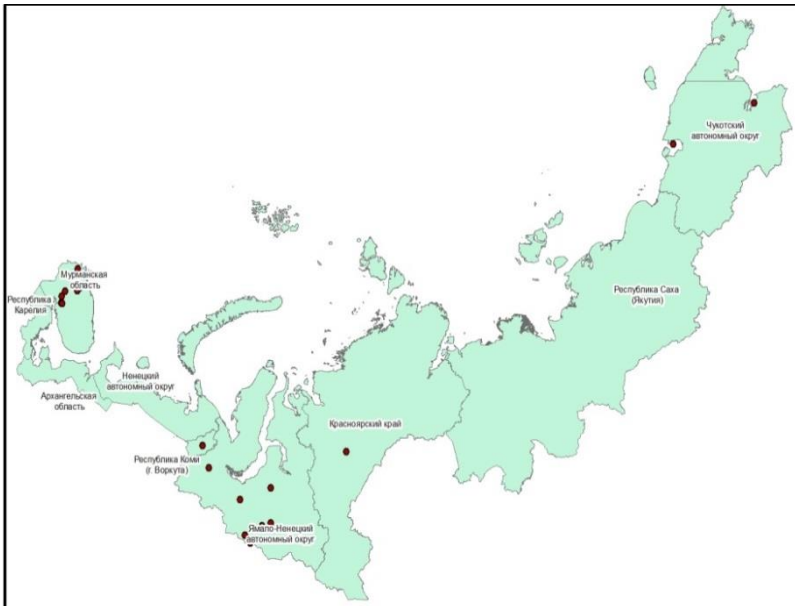 Чукотский
автономный округ
Мурманская
область
Республика
Карелия
Республика Саха
(Якутия)
Ненецкий
автономный округ
Архангельская
область
Красноярский край
Республика Коми
(г. Воркута)
Ямало-Ненецкий
автономный округ